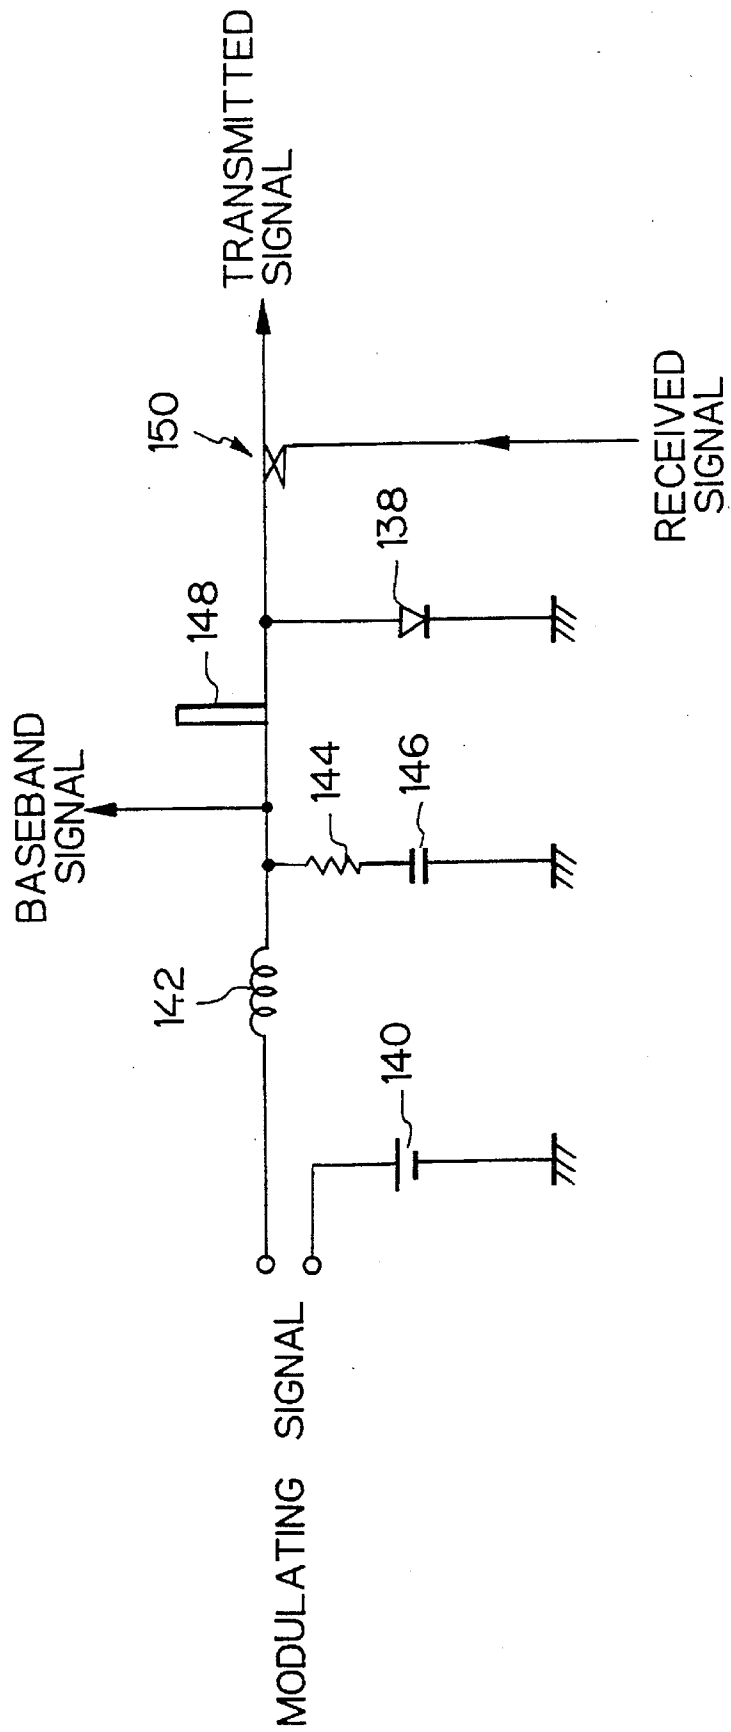 BASEBAND
SIGNAL
148
150
TRANSMITTED
SIGNAL
142
144
146
138
140
RECEIVED
SIGNAL
MODULATING SIGNAL